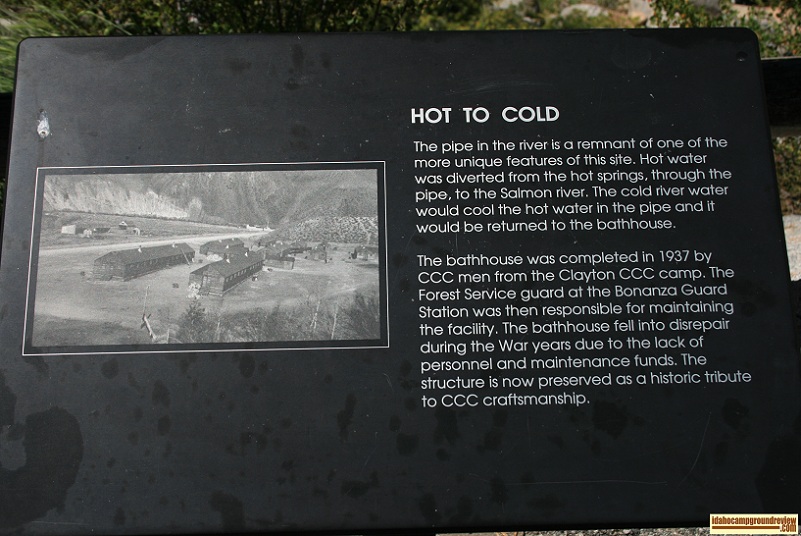 HOT TO COLD
The pipe in the river is a remnant of one of the
more unique features of this site. Hot water
was diverted from the hot springs, through the
pipe, to the Salmon river. The cold river water
would cool the hot water in the pipe and it
would be returned to the bathhouse.
The bathhouse was completed in 1937 by
CCC men from the Clayton CCC camp. The
Forest Service guard at the Bonanza Guard
Station was then responsible for maintaining
the facility. The bathhouse fell into disrepair
during the War years due to the lack of
personnel and maintenance funds. The
structure is now preserved as a historic tribute
to CCC craftsmanship.
idahocampgroundreview
.com